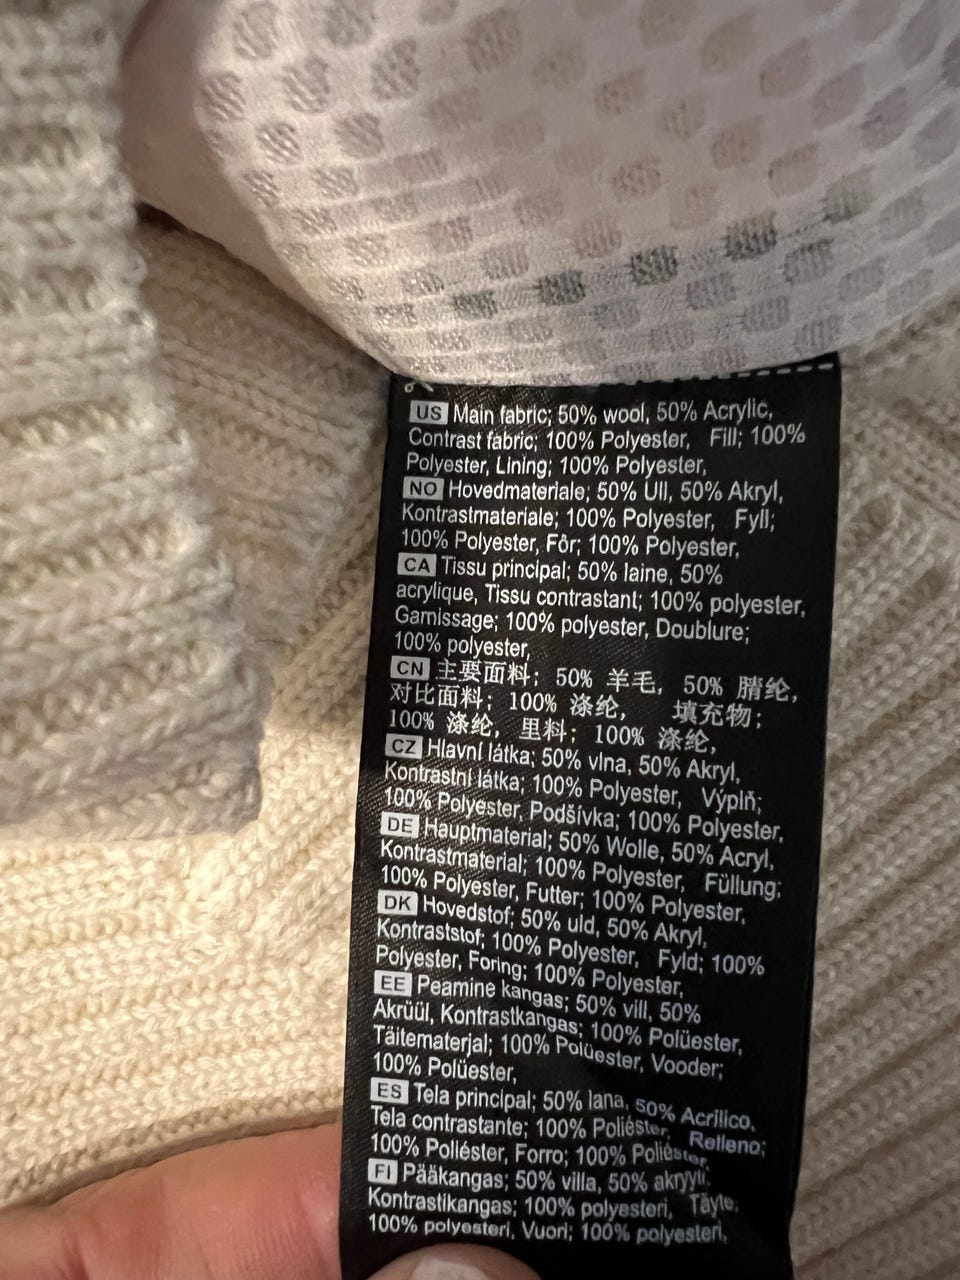 US Main fabric; 50% wool, 50% Acrylic,
Contrast fabric; 100% Polyester, Fill; 100%
Polyester, Lining; 100% Polyester,
NO Hovedmateriale; 50% Ull, 50% Akryl,
Kontrastmateriale; 100% Polyester, Fyll;
100% Polyester, Fôr; 100% Polyester,
CA Tissu principal; 50% laine, 50%
acrylique, Tissu contrastant; 100% polyester,
Garnissage; 100% polyester, Doublure;
100% polyester,
CN 主要面料; 50% 羊毛, 50% 腈纶,
对比面料; 100% 涤纶, 填充物;
100% 涤纶, 里料; 100% 涤纶,
CZ Hlavní látka; 50% vlna, 50% Akryl,
Kontrastní látka; 100% Polyester, Výplň;
100% Polyester, Podšívka; 100% Polyester,
DE Hauptmaterial; 50% Wolle, 50% Acryl,
Kontrastmaterial; 100% Polyester, Füllung;
100% Polyester, Futter; 100% Polyester,
DK Hovedstof; 50% uld, 50% Akryl,
Kontraststof; 100% Polyester, Fyld; 100%
Polyester, Foring; 100% Polyester,
EE Peamine kangas; 50% vill, 50%
Akrüül, Kontrastkangas; 100% Polüester,
Täitematerjal; 100% Polüester, Vooder;
100% Polüester,
ES Tela principal; 50% lana, 50% Acrílico,
Tela contrastante; 100% Poliéster, Relleno;
100% Poliéster, Forro; 100% Poliéster,
FI Pääkangas; 50% villa, 50% akryyli,
Kontrastikangas; 100% polyesteri, Täyte;
100% polyesteri, Vuori; 100% polyesteri,